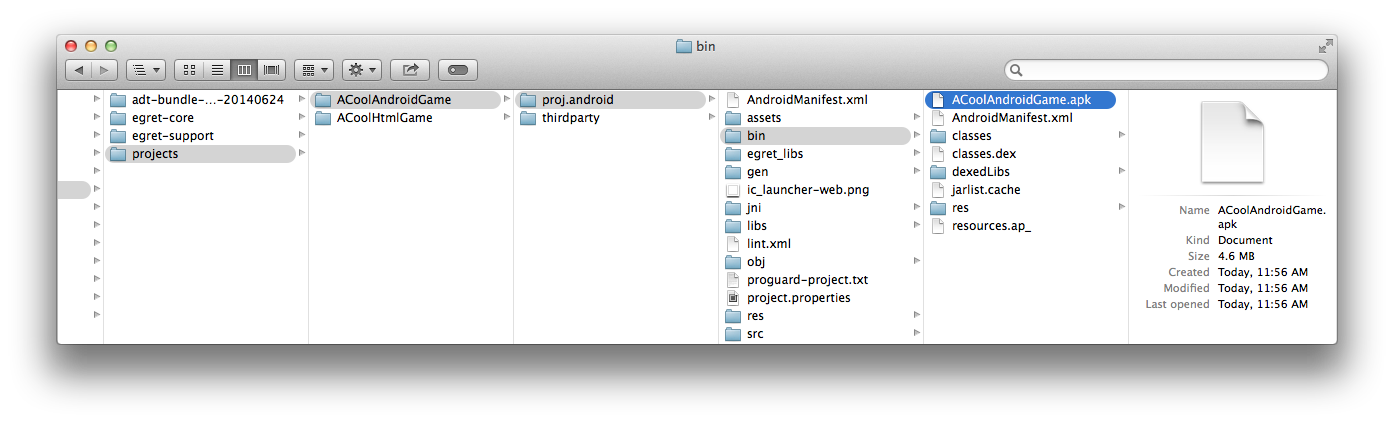 bin
adt-bundle-...-20140624
egret-core
egret-support
projects
ACoolAndroidGame
ACoolHtmlGame
proj.android
thirdparty
AndroidManifest.xml
assets
bin
egret_libs
gen
ic_launcher-web.png
jni
libs
lint.xml
obj
proguard-project.txt
project.properties
res
src
ACoolAndroidGame.apk
AndroidManifest.xml
classes
classes.dex
dexedLibs
jarlist.cache
res
resources.ap_
Name ACoolAndroidGame.
apk
Kind Document
Size 4.6 MB
Created Today, 11:56 AM
Modified Today, 11:56 AM
Last opened Today, 11:56 AM